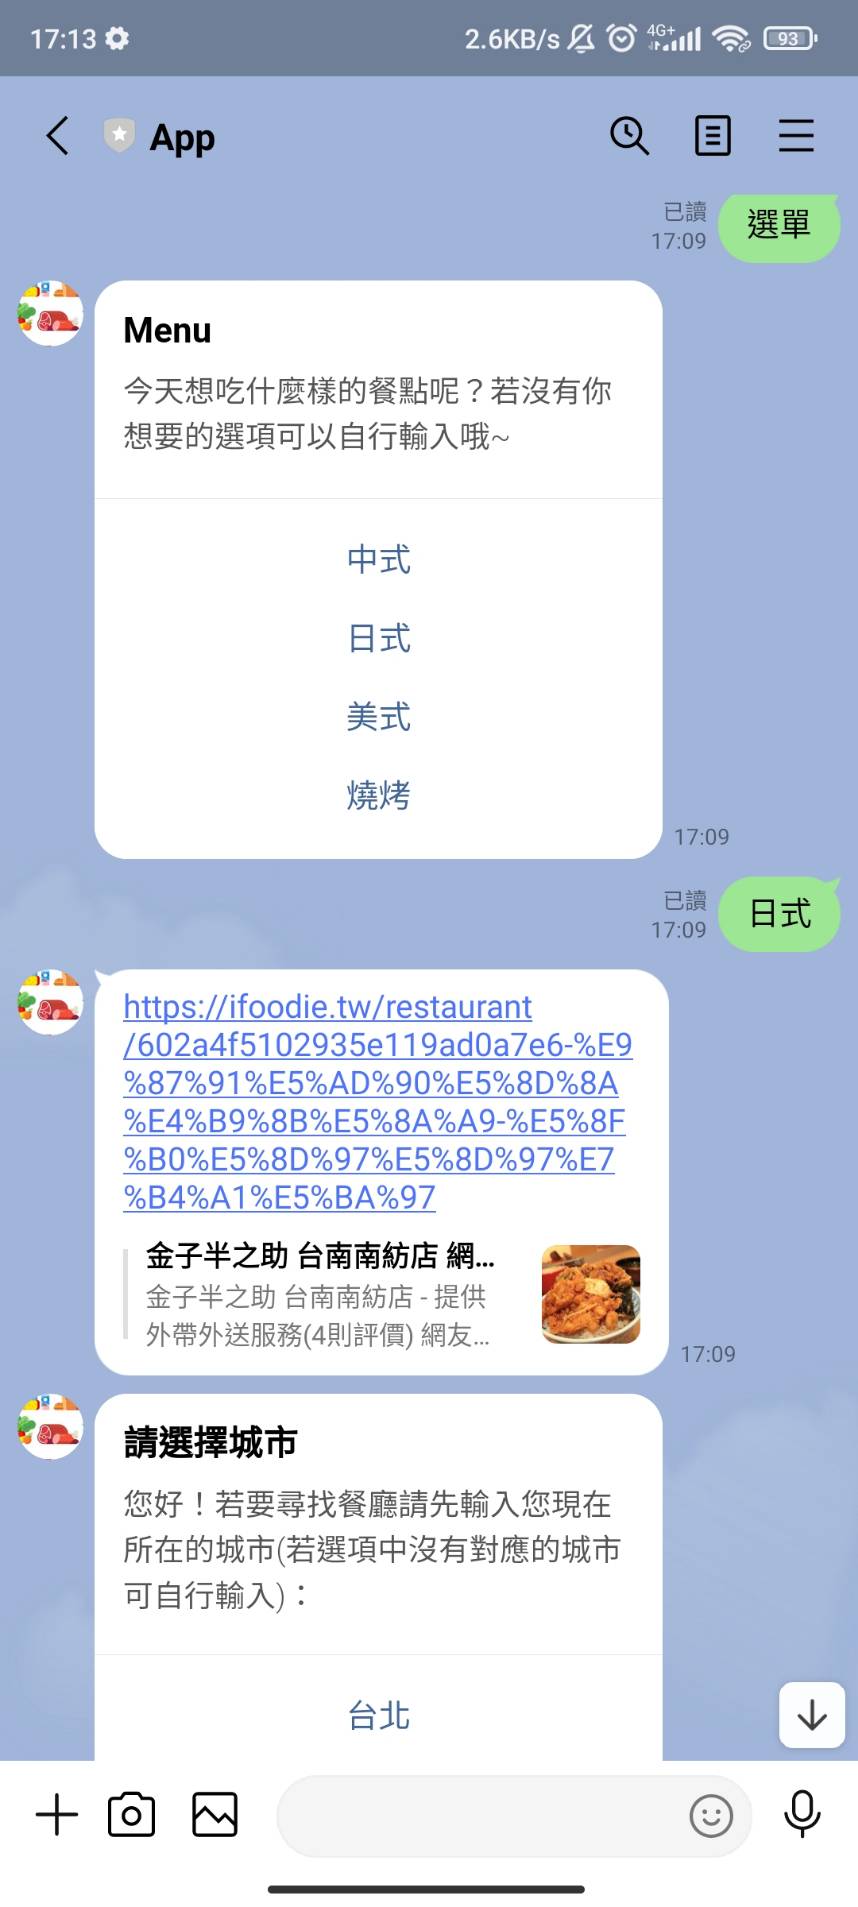 17:13
2.6KB/s 4G+ 93
App
已讀
17:09
選單
Menu
今天想吃什麼樣的餐點呢？若沒有你
想要的選項可以自行輸入哦~
中式
日式
美式
燒烤
17:09
已讀
17:09
日式
https://ifoodie.tw/restaurant
/602a4f5102935e119ad0a7e6-%E9
%87%91%E5%AD%90%E5%8D%8A
%E4%B9%8B%E5%8A%A9-%E5%8F
%B0%E5%8D%97%E5%8D%97%E7
%B4%A1%E5%BA%97
金子半之助 台南南紡店 網...
金子半之助 台南南紡店 - 提供
外帶外送服務(4則評價) 網友...
17:09
請選擇城市
您好！若要尋找餐廳請先輸入您現在
所在的城市(若選項中沒有對應的城市
可自行輸入)：
台北